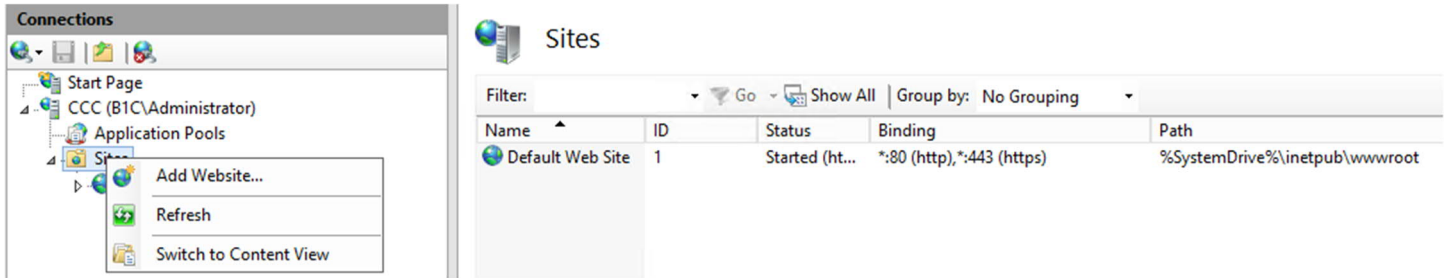 Connections
Start Page
CCC (B1C\Administrator)
Application Pools
Sites
Add Website...
Refresh
Switch to Content View
Sites
Filter: Go Show All Group by: No Grouping
Name ID Status Binding Path
Default Web Site 1 Started (ht... *:80 (http),*:443 (https) %SystemDrive%\inetpub\wwwroot